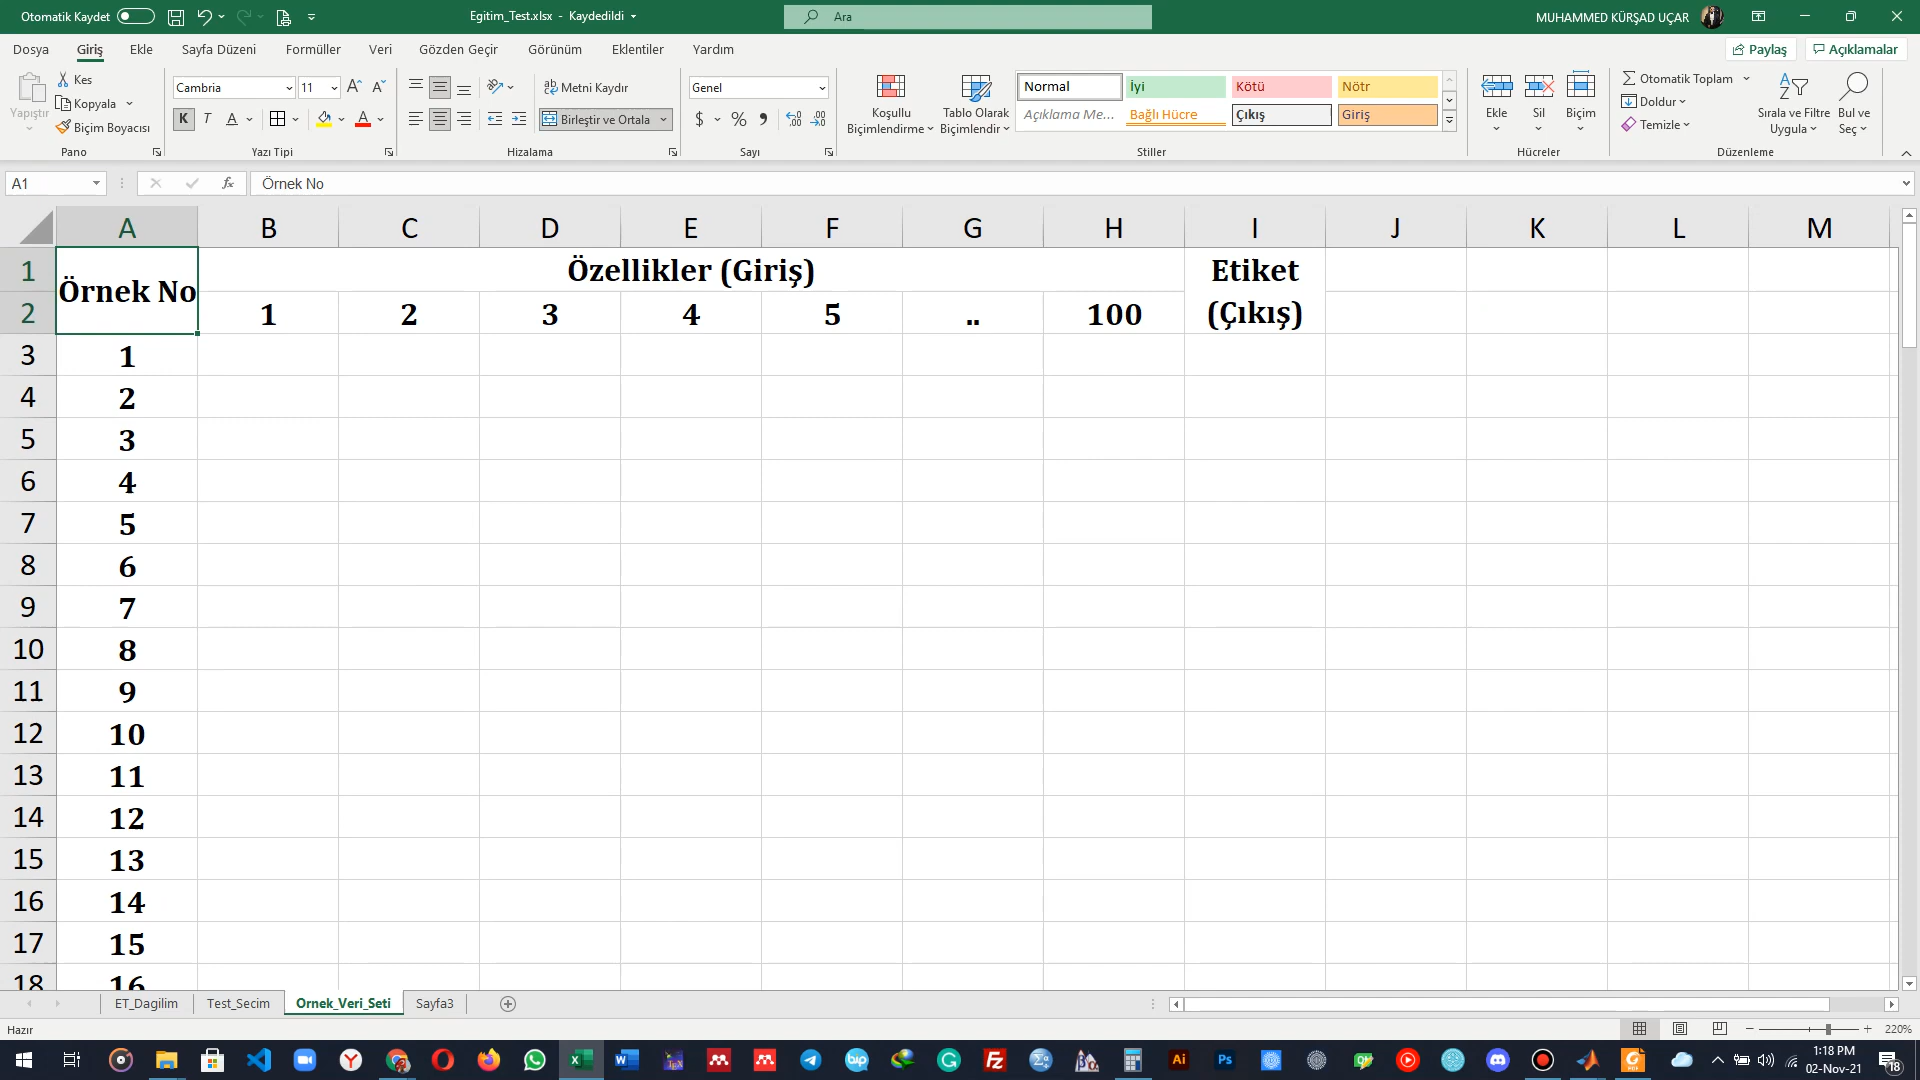 Otomatik Kaydet
Egitim_Test.xlsx - Kaydedildi
Ara
MUHAMMED KÜRŞAD UÇAR
Dosya Giriş Ekle Sayfa Düzeni Formüller Veri Gözden Geçir Görünüm Eklentiler Yardım
Paylaş Açıklamalar
Yapıştır
Kes
Kopyala
Biçim Boyacısı
Pano
Cambria 11
K T A
Yazı Tipi
Metni Kaydır
Birleştir ve Ortala
Hizalama
Genel
$ %
Sayı
Koşullu Biçimlendirme
Tablo Olarak Biçimlendir
Normal İyi Kötü Nötr
Açıklama Me... Bağlı Hücre Çıkış Giriş
Stiller
Ekle Sil Biçim
Hücreler
Otomatik Toplam
Doldur
Temizle
Sırala ve Filtre Uygula
Bul ve Seç
Düzenleme
A1 fx Örnek No
A B C D E F G H I J K L M
1 Örnek No Özellikler (Giriş) Etiket
2 1 2 3 4 5 .. 100 (Çıkış)
3 1
4 2
5 3
6 4
7 5
8 6
9 7
10 8
11 9
12 10
13 11
14 12
15 13
16 14
17 15
18 16
ET_Dagilim Test_Secim Ornek_Veri_Seti Sayfa3
Hazır
220%
1:18 PM
02-Nov-21
18